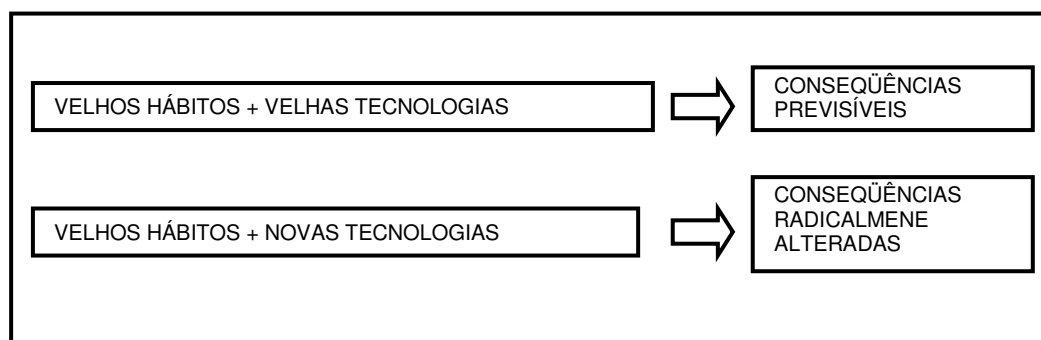 VELHOS HÁBITOS + VELHAS TECNOLOGIAS
CONSEQÜÊNCIAS
PREVISÍVEIS
VELHOS HÁBITOS + NOVAS TECNOLOGIAS
CONSEQÜÊNCIAS
RADICALMENE
ALTERADAS